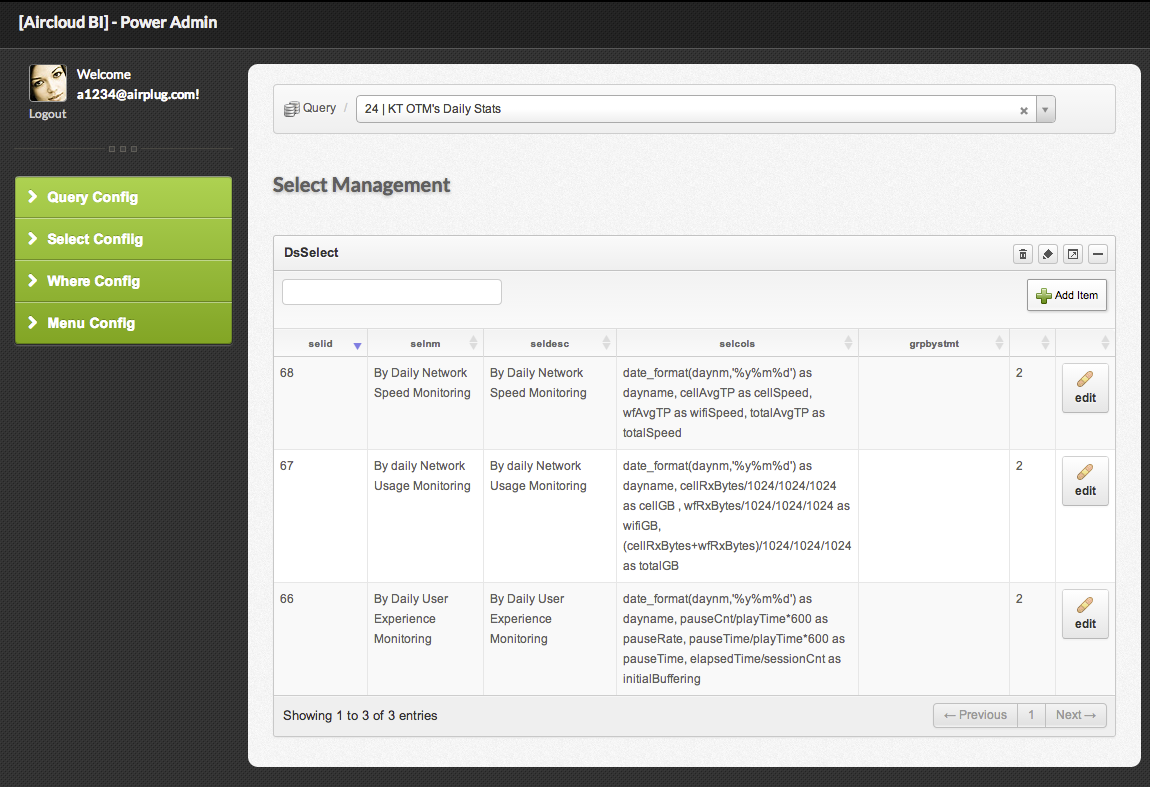 [Aircloud BI] - Power Admin
Welcome
a1234@airplug.com!
Logout
Query Config
Select Config
Where Config
Menu Config
Query / 24 | KT OTM's Daily Stats
Select Management
DsSelect
Add Item
selid selnm seldesc selcols grpbystmt
68
By Daily Network
Speed Monitoring
By Daily Network
Speed Monitoring
date_format(daynm,'%y%m%d') as
dayname, cellAvgTP as cellSpeed,
wfAvgTP as wifiSpeed, totalAvgTP as
totalSpeed
2
edit
67
By daily Network
Usage Monitoring
By daily Network
Usage Monitoring
date_format(daynm,'%y%m%d') as
dayname, cellRxBytes/1024/1024/1024
as cellGB , wfRxBytes/1024/1024/1024 as
wifiGB,
(cellRxBytes+wfRxBytes)/1024/1024/1024
as totalGB
2
edit
66
By Daily User
Experience
Monitoring
By Daily User
Experience
Monitoring
date_format(daynm,'%y%m%d') as
dayname, pauseCnt/playTime*600 as
pauseRate, pauseTime/playTime*600 as
pauseTime, elapsedTime/sessionCnt as
initialBuffering
2
edit
Showing 1 to 3 of 3 entries
← Previous 1 Next →